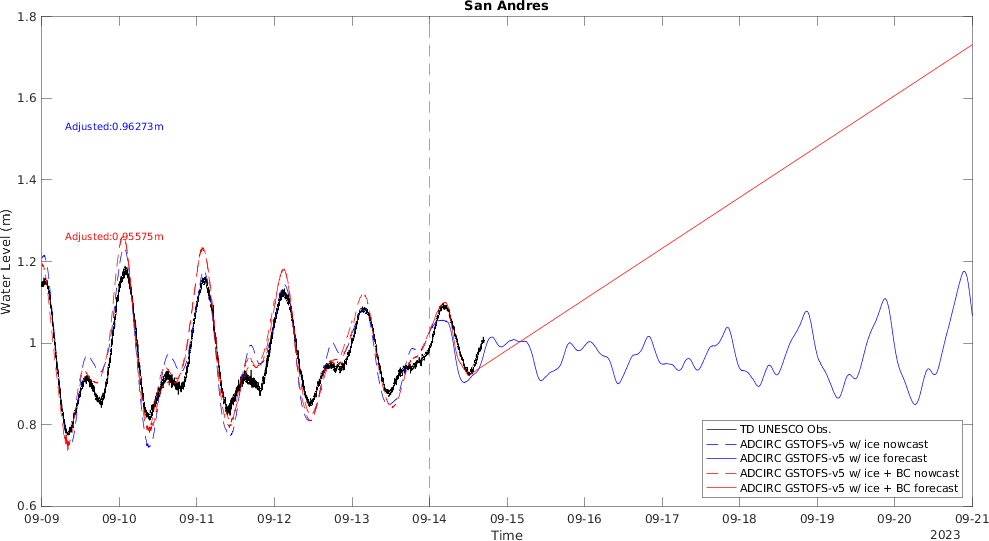 San Andres
1.8
1.6
1.4
1.2
1
0.8
0.6
Water Level (m)
Adjusted:0.96273m
Adjusted:0.95575m
TD UNESCO Obs.
ADCIRC GSTOFS-v5 w/ ice nowcast
ADCIRC GSTOFS-v5 w/ ice forecast
ADCIRC GSTOFS-v5 w/ ice + BC nowcast
ADCIRC GSTOFS-v5 w/ ice + BC forecast
09-09 09-10 09-11 09-12 09-13 09-14 09-15 09-16 09-17 09-18 09-19 09-20 09-21
Time
2023